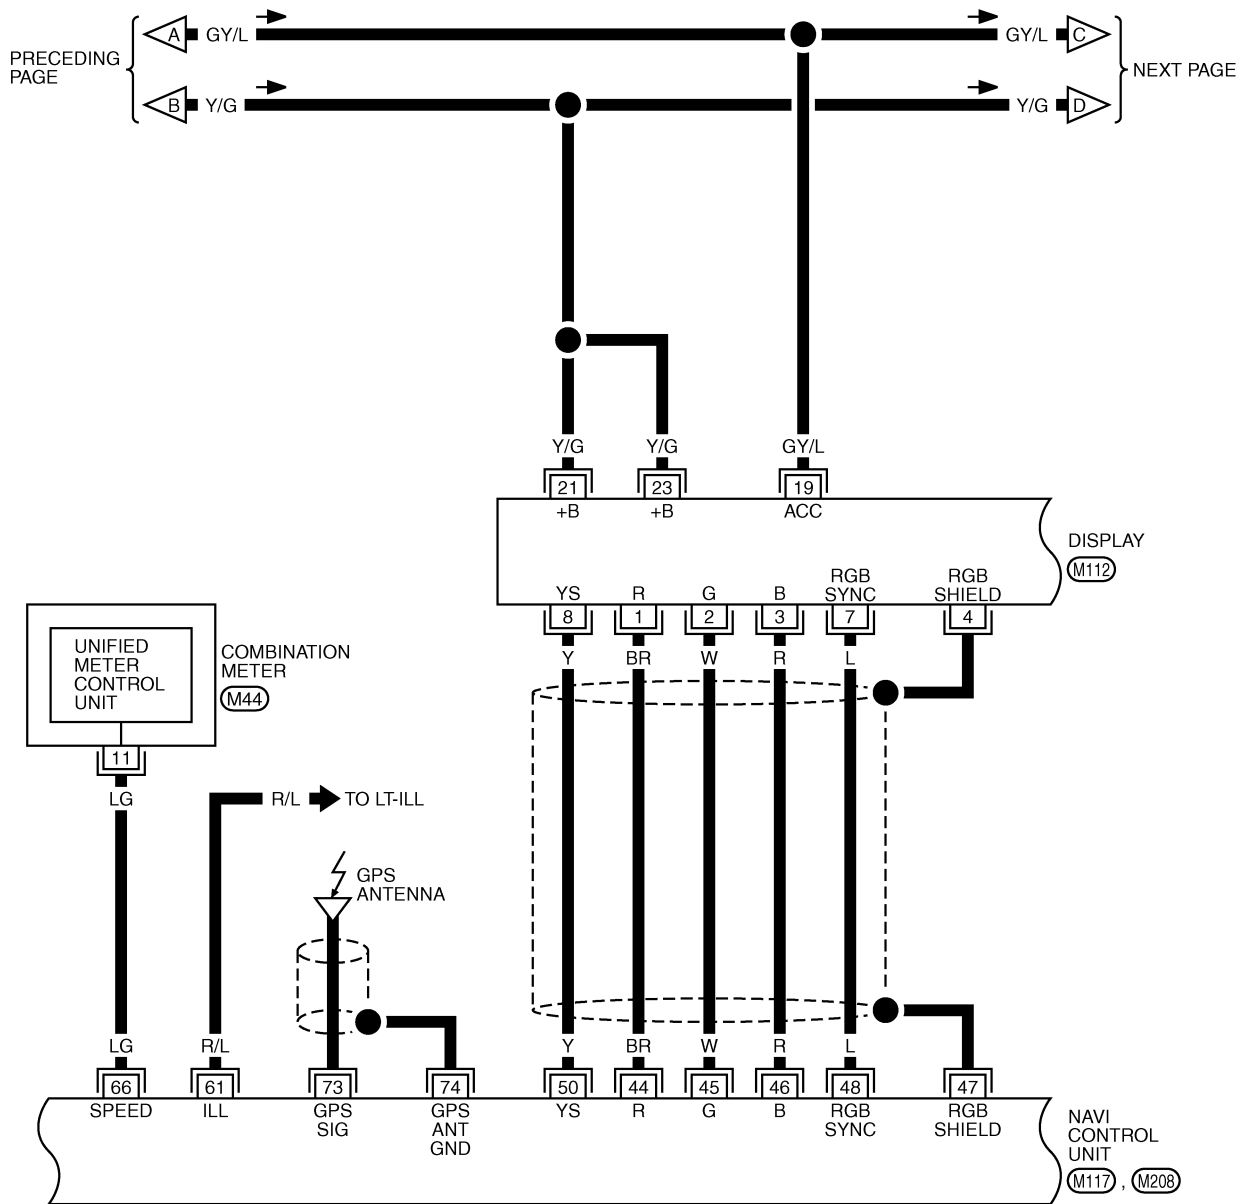 A GY/L GY/L C
PRECEDING
PAGE
NEXT PAGE
B Y/G Y/G D
Y/G Y/G GY/L
21 23 19
+B +B ACC
DISPLAY
M112
YS R G B RGB
SYNC RGB
SHIELD
8 1 2 3 7 4
Y BR W R L
UNIFIED
METER
CONTROL
UNIT
COMBINATION
METER
M44
11
LG
R/L TO LT-ILL
GPS
ANTENNA
LG R/L Y BR W R L
66 61 73 74 50 44 45 46 48 47
SPEED ILL GPS
SIG GPS
ANT
GND YS R G B RGB
SYNC RGB
SHIELD
NAVI
CONTROL
UNIT
M117 , M208